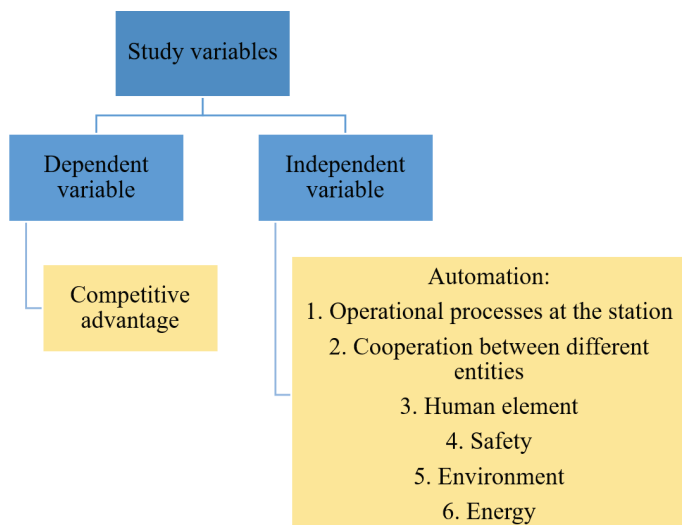 Study variables
Dependent
variable
Independent
variable
Competitive
advantage
Automation:
1. Operational processes at the station
2. Cooperation between different
entities
3. Human element
4. Safety
5. Environment
6. Energy